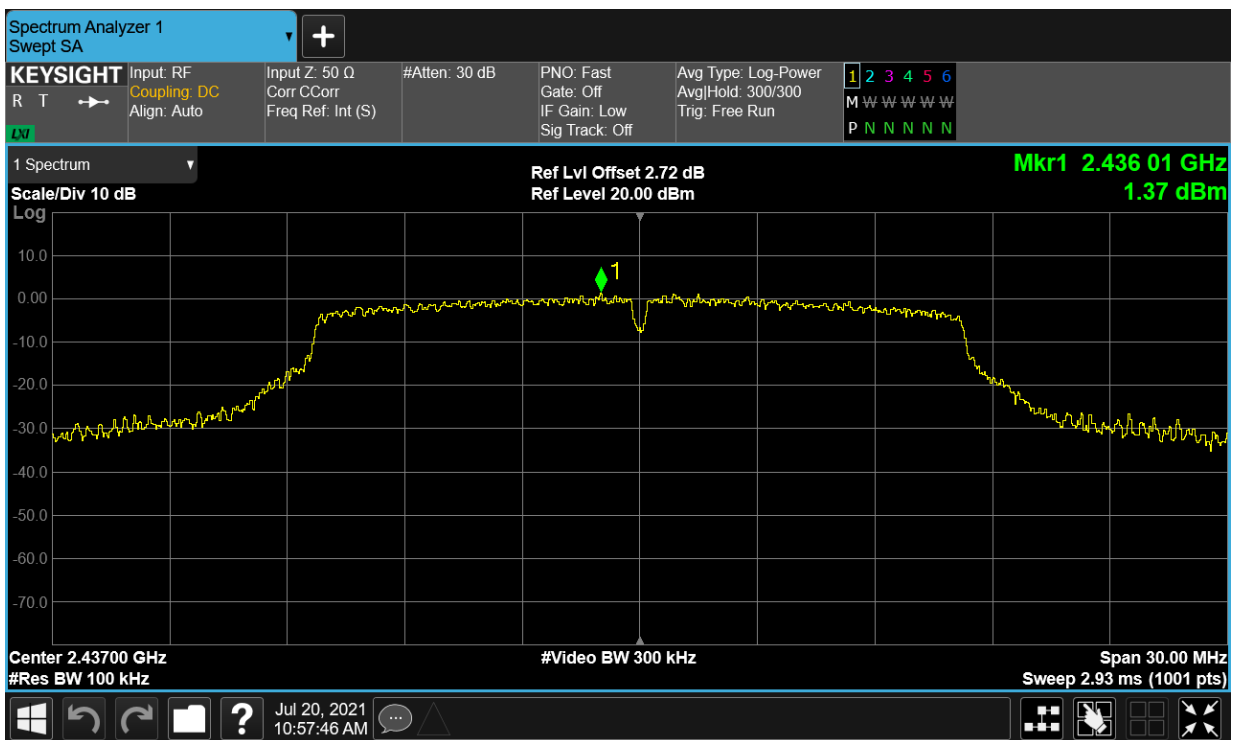 Spectrum Analyzer 1
Swept SA
KEYSIGHT
R T
LXI
Input: RF
Coupling: DC
Align: Auto
Input Z: 50 Ω
Corr CCorr
Freq Ref: Int (S)
#Atten: 30 dB
PNO: Fast
Gate: Off
IF Gain: Low
Sig Track: Off
Avg Type: Log-Power
Avg|Hold: 300/300
Trig: Free Run
1 2 3 4 5 6
M W W W W W
P N N N N N
1 Spectrum
Scale/Div 10 dB
Log
Ref Lvl Offset 2.72 dB
Ref Level 20.00 dBm
Mkr1 2.436 01 GHz
1.37 dBm
1
10.0
0.00
-10.0
-20.0
-30.0
-40.0
-50.0
-60.0
-70.0
Center 2.43700 GHz
#Res BW 100 kHz
#Video BW 300 kHz
Span 30.00 MHz
Sweep 2.93 ms (1001 pts)
?
Jul 20, 2021
10:57:46 AM